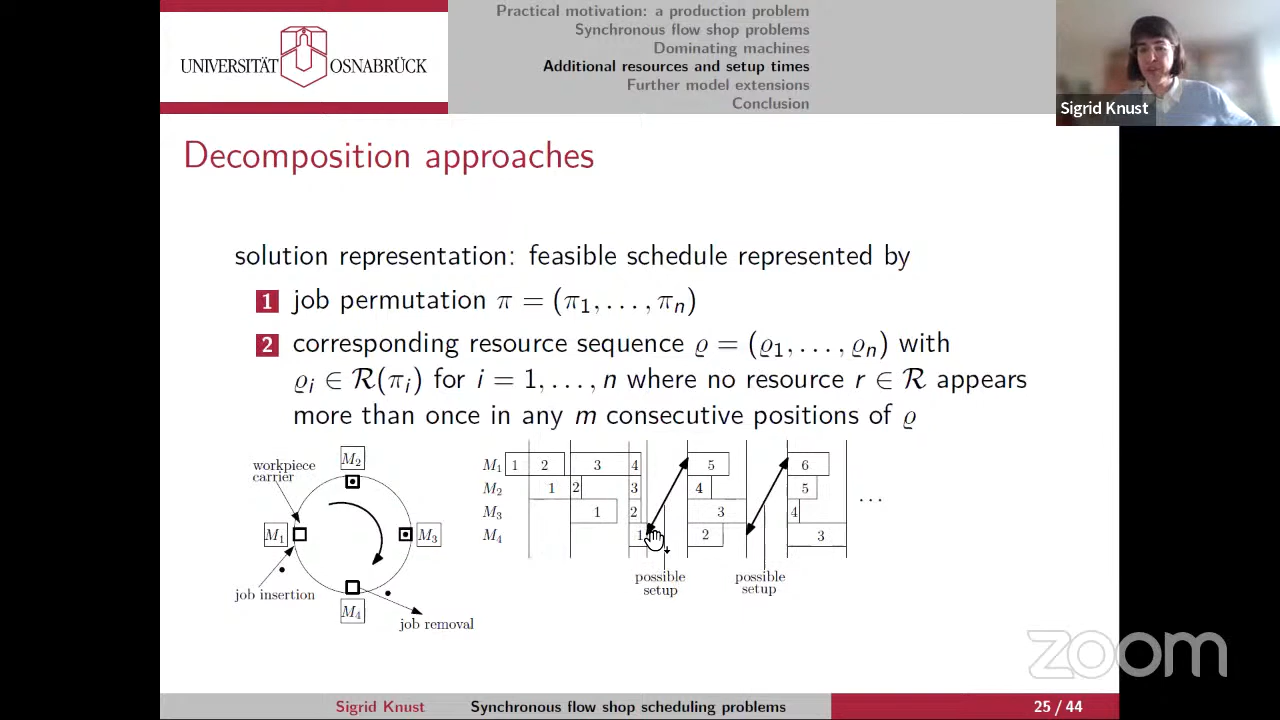 UNIVERSITÄT OSNABRÜCK
Practical motivation: a production problem
Synchronous flow shop problems
Dominating machines
Additional resources and setup times
Further model extensions
Conclusion
Sigrid Knust
Decomposition approaches
solution representation: feasible schedule represented by
1 job permutation π = (π₁, . . . , πₙ)
2 corresponding resource sequence ϱ = (ϱ₁, . . . , ϱₙ) with
ϱᵢ ∈ ℛ(πᵢ) for i = 1, . . . , n where no resource r ∈ ℛ appears
more than once in any m consecutive positions of ϱ
workpiece
carrier
M₂
M₁
M₃
M₄
job insertion
job removal
M₁ 1 2 3 4 5 6
M₂ 1 2 3 4 5
M₃ 1 2 3 4
M₄ 1 2 3
. . .
possible
setup
possible
setup
zoom
Sigrid Knust Synchronous flow shop scheduling problems 25 / 44